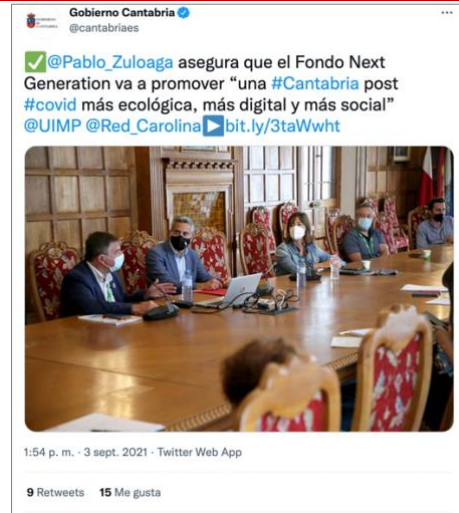 Gobierno Cantabria
@cantabriaes
@Pablo_Zuloaga asegura que el Fondo Next
Generation va a promover “una #Cantabria post
#covid más ecológica, más digital y más social”
@UIMP @Red_Carolina bit.ly/3taWwht
1:54 p. m. · 3 sept. 2021 · Twitter Web App
9 Retweets 15 Me gusta